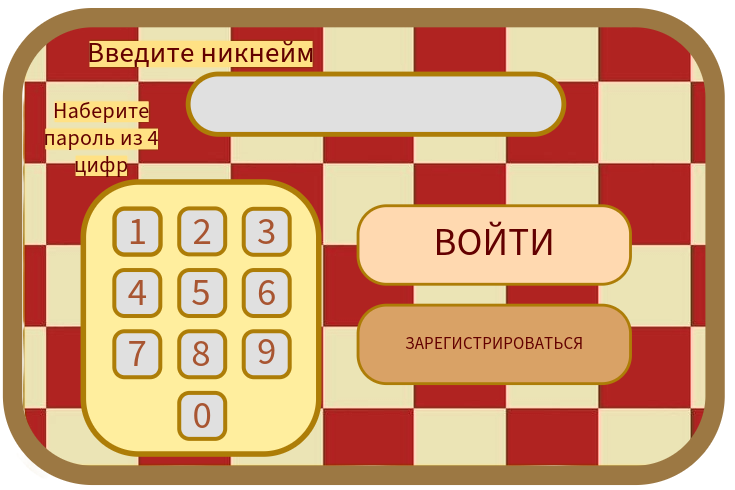 Введите никнейм
Наберите
пароль из 4
цифр
1 2 3
4 5 6
7 8 9
0
ВОЙТИ
ЗАРЕГИСТРИРОВАТЬСЯ